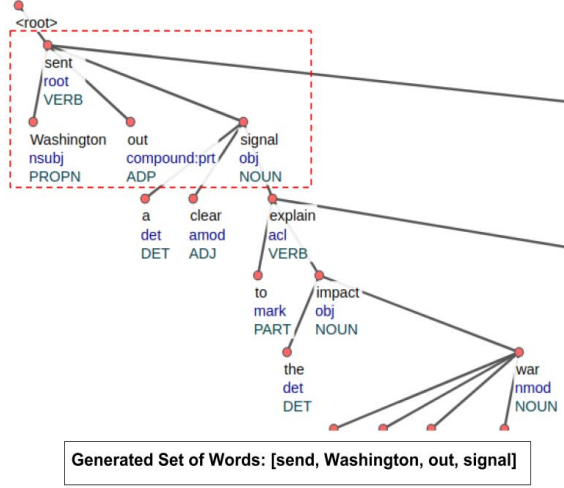 <root>
sent
root
VERB
Washington out signal
nsubj compound:prt obj
PROPN ADP NOUN
a clear explain
det amod acl
DET ADJ VERB
to impact
mark obj
PART NOUN
the war
det nmod
DET NOUN
Generated Set of Words: [send, Washington, out, signal]